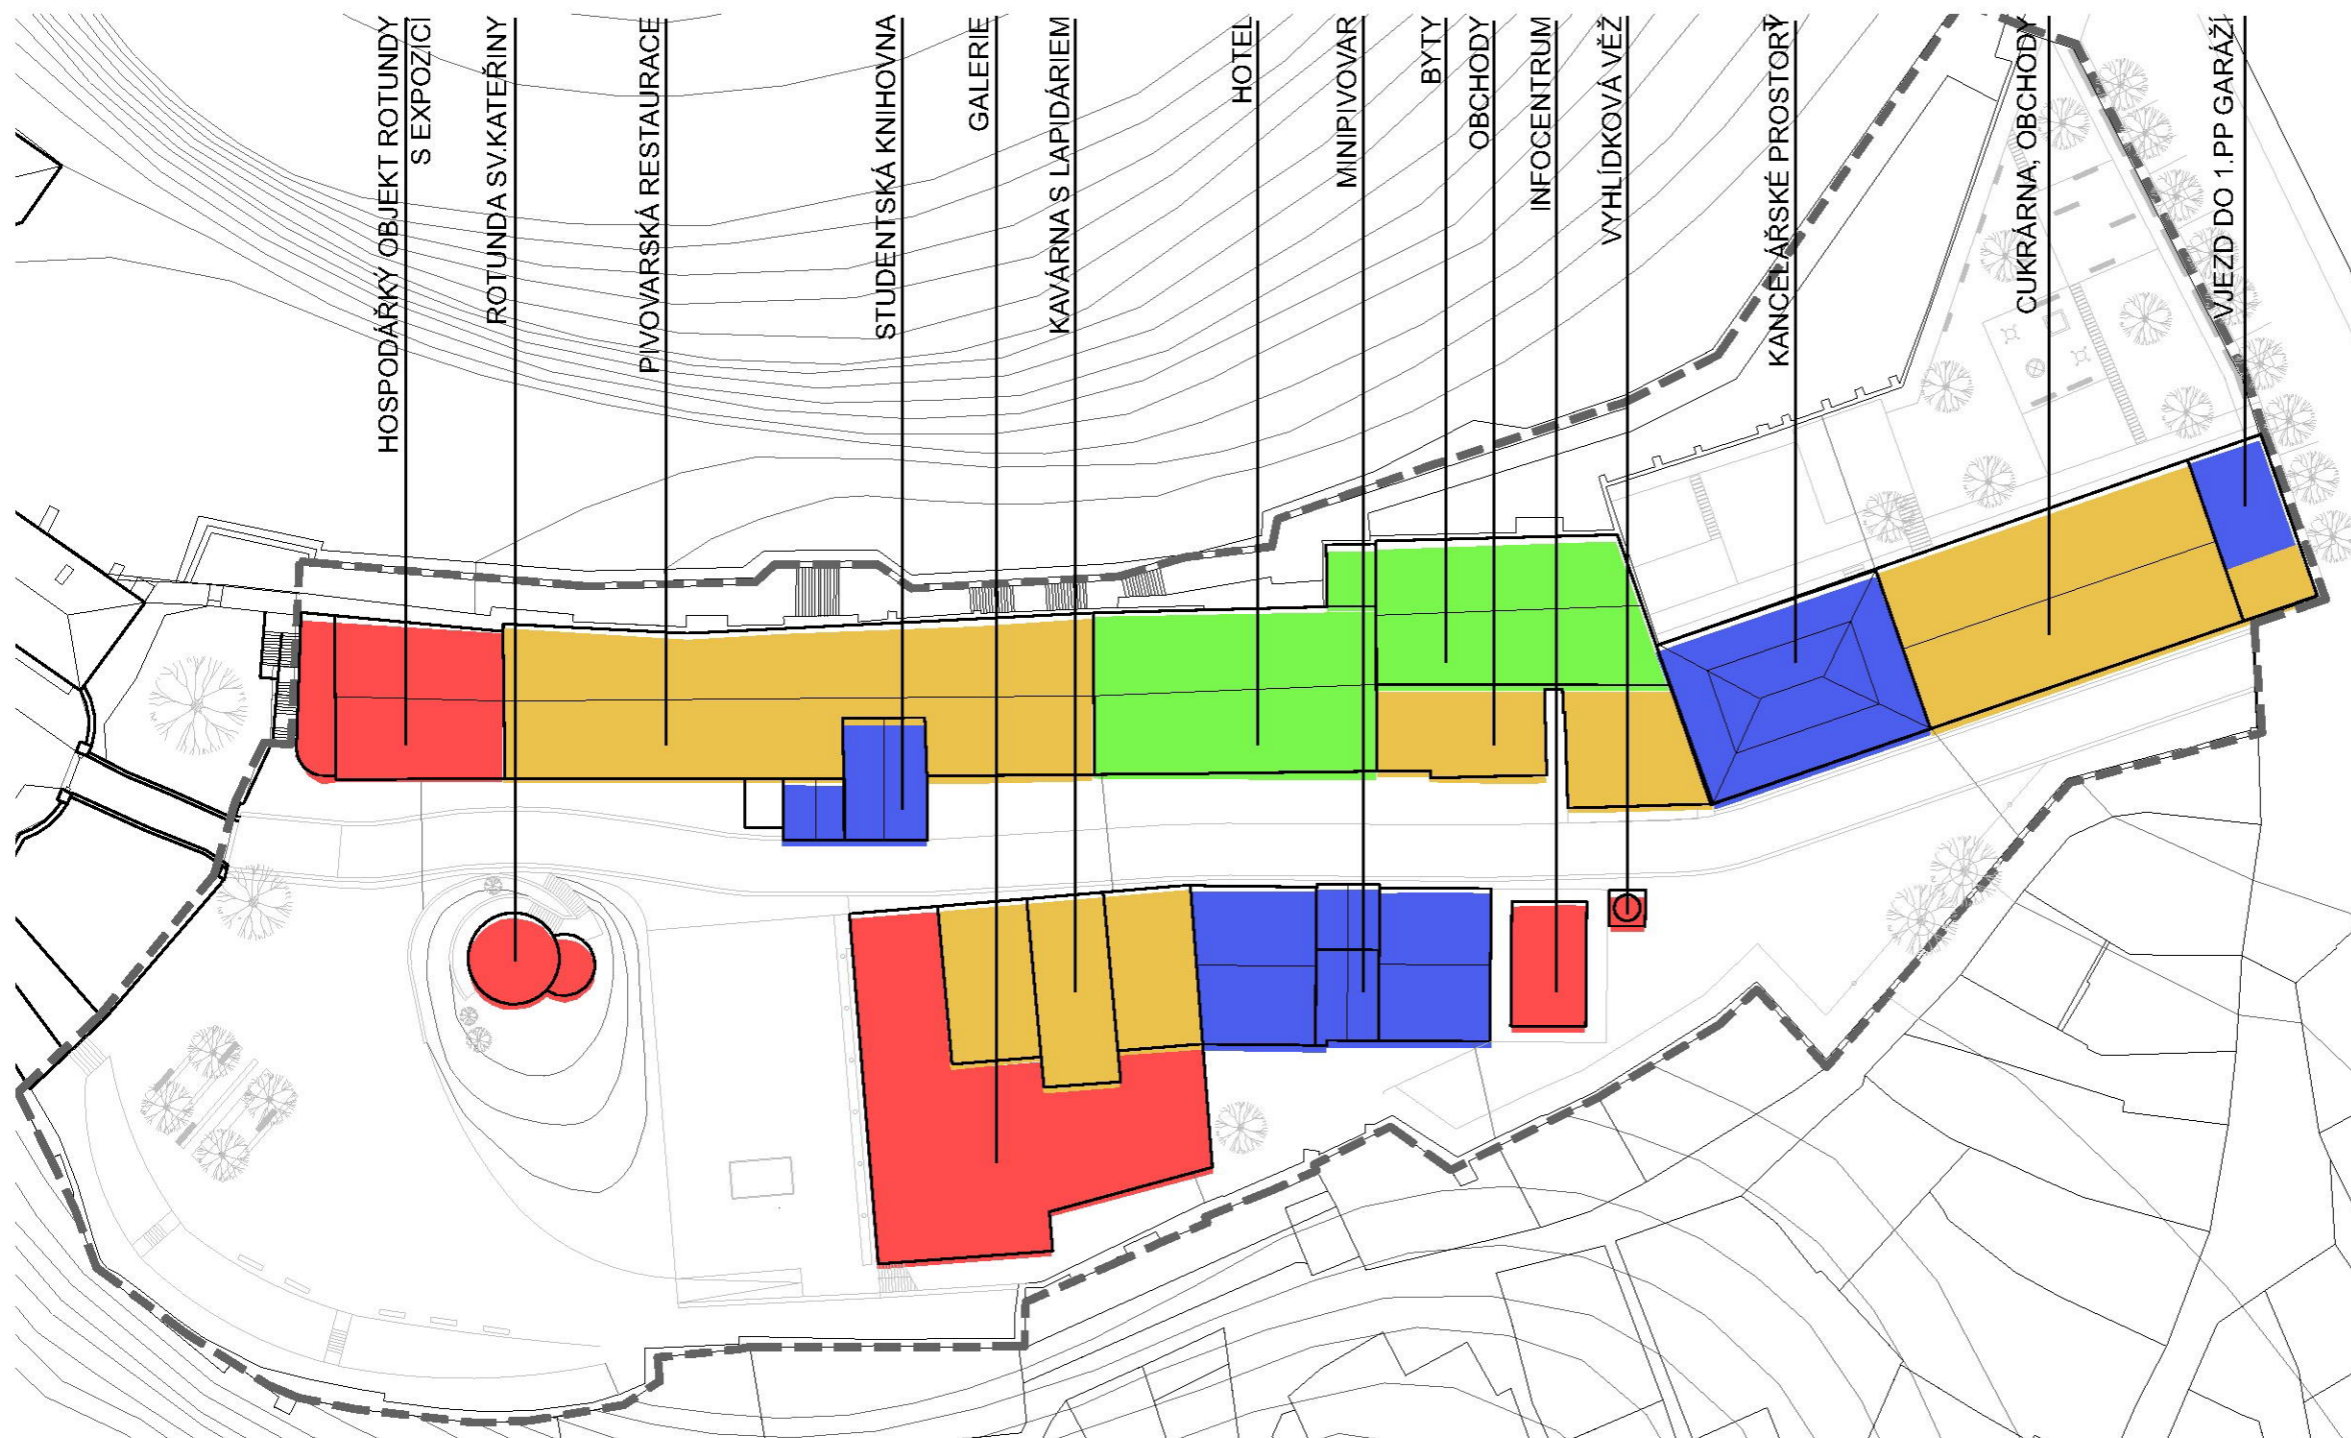 HOSPODÁŘKÝ OBJEKT ROTUNDY
S EXPOZICÍ
ROTUNDA SV.KATEŘINY
PIVOVARSKÁ RESTAURACE
STUDENTSKÁ KNIHOVNA
GALERIE
KAVÁRNA S LAPIDÁRIEM
HOTEL
MINIPIVOVAR
BYTY
OBCHODY
INFOCENTRUM
VYHLÍDKOVÁ VĚŽ
KANCELÁŘSKÉ PROSTORY
CUKRÁRNA, OBCHODY
VJEZD DO 1.PP GARÁŽÍ